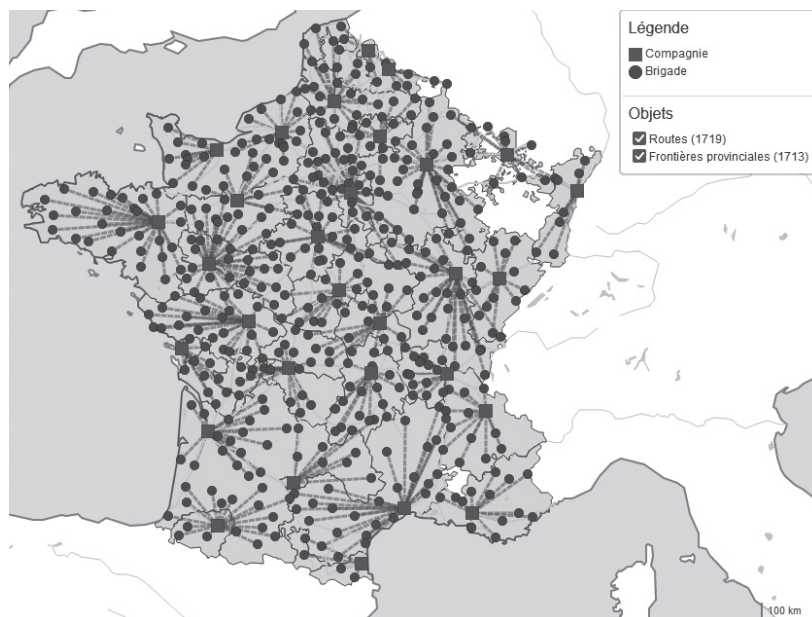 Légende
Compagnie
Brigade
Objets
Routes (1719)
Frontières provinciales (1713)
100 km